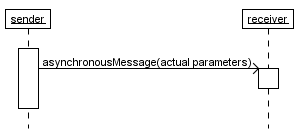 sender
receiver
asynchronousMessage(actual parameters)